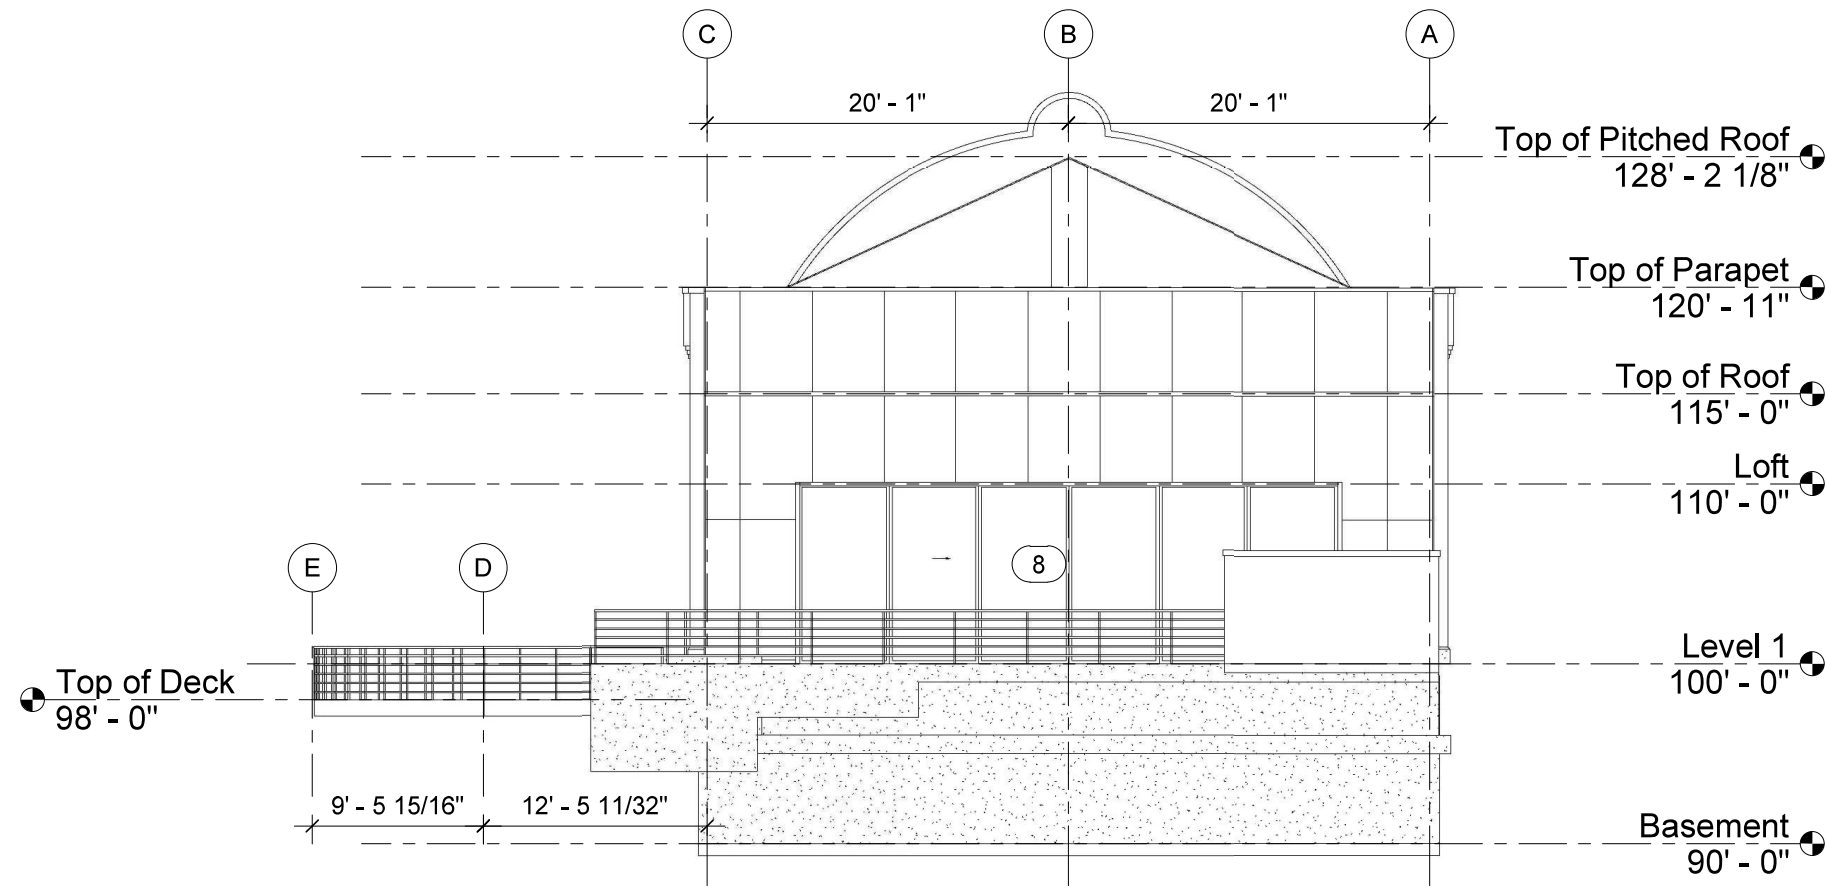 C
B
A
20' - 1"
20' - 1"
Top of Pitched Roof
128' - 2 1/8"
Top of Parapet
120' - 11"
Top of Roof
115' - 0"
Loft
110' - 0"
E
D
8
Level 1
100' - 0"
Top of Deck
98' - 0"
9' - 5 15/16"
12' - 5 11/32"
Basement
90' - 0"